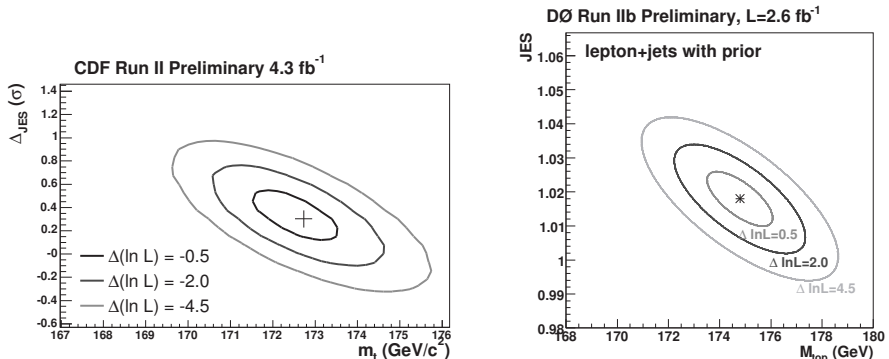 CDF Run II Preliminary 4.3 fb⁻¹
Δ_JES (σ)
1.4
1.2
1
0.8
0.6
0.4
0.2
-0
-0.2
-0.4
-0.6
Δ(ln L) = -0.5
Δ(ln L) = -2.0
Δ(ln L) = -4.5
167 168 169 170 171 172 173 174 175 176
m_t (GeV/c²)
DØ Run IIb Preliminary, L=2.6 fb⁻¹
JES
lepton+jets with prior
1.06
1.04
1.03
1.02
1.01
1
0.99
0.98
Δ lnL=0.5
Δ lnL=2.0
Δ lnL=4.5
168 170 172 174 176 178 180
M_top (GeV)